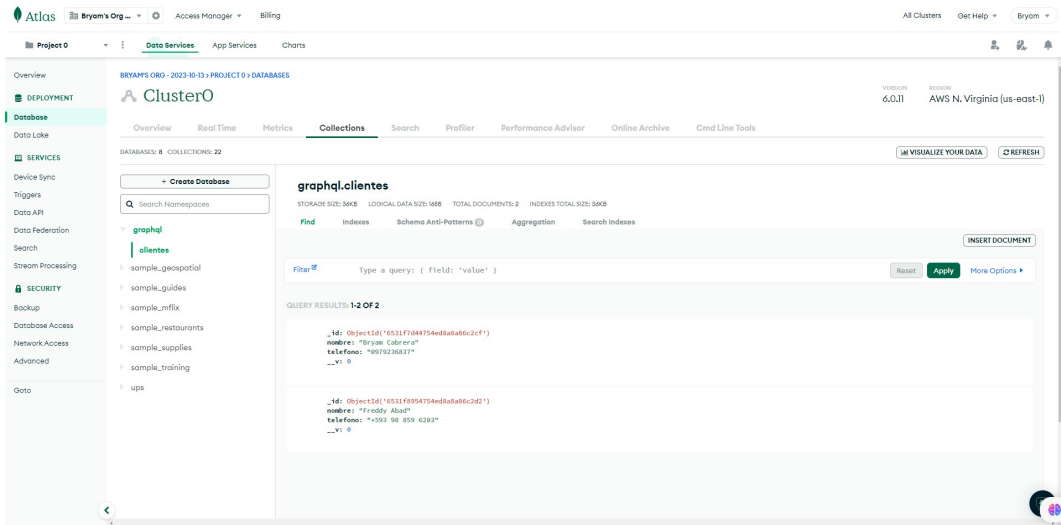 Atlas Bryam's Org ... Access Manager Billing All Clusters Get Help Bryam
Project 0 Data Services App Services Charts
Overview
DEPLOYMENT
Database
Data Lake
SERVICES
Device Sync
Triggers
Data API
Data Federation
Search
Stream Processing
SECURITY
Backup
Database Access
Network Access
Advanced
Goto
BRYAM'S ORG - 2023-10-13 > PROJECT 0 > DATABASES
Cluster0
VERSION
6.0.11
REGION
AWS N. Virginia (us-east-1)
Overview Real Time Metrics Collections Search Profiler Performance Advisor Online Archive Cmd Line Tools
DATABASES: 8 COLLECTIONS: 22
VISUALIZE YOUR DATA REFRESH
+ Create Database
Search Namespaces
graphql
clientes
sample_geospatial
sample_guides
sample_mflix
sample_restaurants
sample_supplies
sample_training
ups
graphql.clientes
STORAGE SIZE: 36KB LOGICAL DATA SIZE: 168B TOTAL DOCUMENTS: 2 INDEXES TOTAL SIZE: 36KB
Find Indexes Schema Anti-Patterns 0 Aggregation Search Indexes
INSERT DOCUMENT
Filter Type a query: { field: 'value' } Reset Apply More Options
QUERY RESULTS: 1-2 OF 2
_id: ObjectId('6531f7d44754ed8a8a86c2cf')
nombre: "Bryam Cabrera"
telefono: "0979236837"
__v: 0
_id: ObjectId('6531f8954754ed8a8a86c2d2')
nombre: "Freddy Abad"
telefono: "+593 90 859 6203"
__v: 0